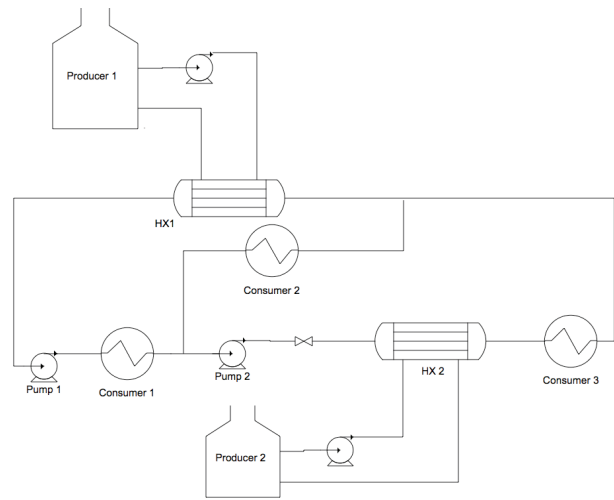 Producer 1
HX1
Consumer 2
Pump 1
Consumer 1
Pump 2
HX 2
Consumer 3
Producer 2